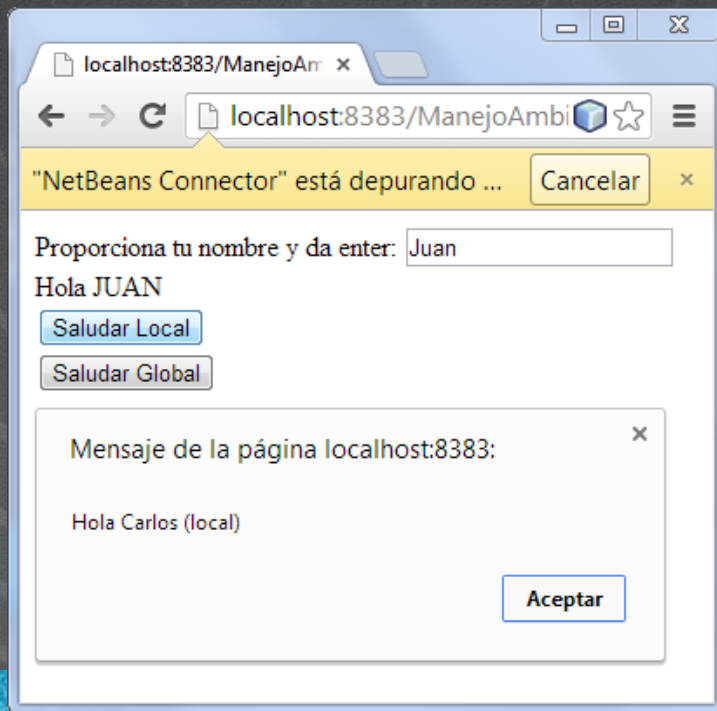 localhost:8383/ManejoAm
localhost:8383/ManejoAmbi
"NetBeans Connector" está depurando ...
Cancelar
Proporciona tu nombre y da enter: Juan
Hola JUAN
Saludar Local
Saludar Global
Mensaje de la página localhost:8383:
Hola Carlos (local)
Aceptar